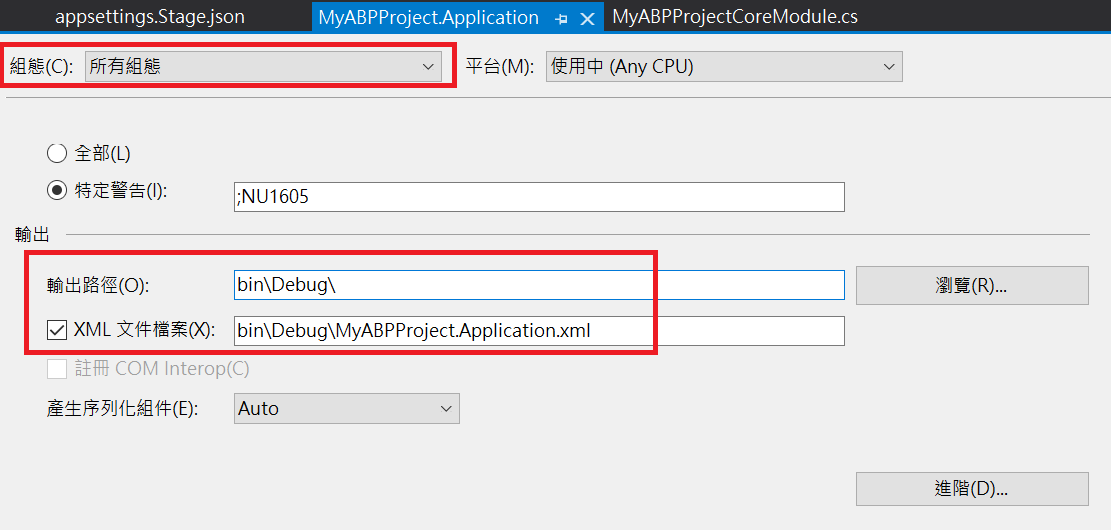 appsettings.Stage.json MyABPProject.Application MyABPProjectCoreModule.cs
組態(C): 所有組態 平台(M): 使用中 (Any CPU)
全部(L)
特定警告(I): ;NU1605
輸出
輸出路徑(O): bin\Debug\ 瀏覽(R)...
XML 文件檔案(X): bin\Debug\MyABPProject.Application.xml
註冊 COM Interop(C)
產生序列化組件(E): Auto
進階(D)...